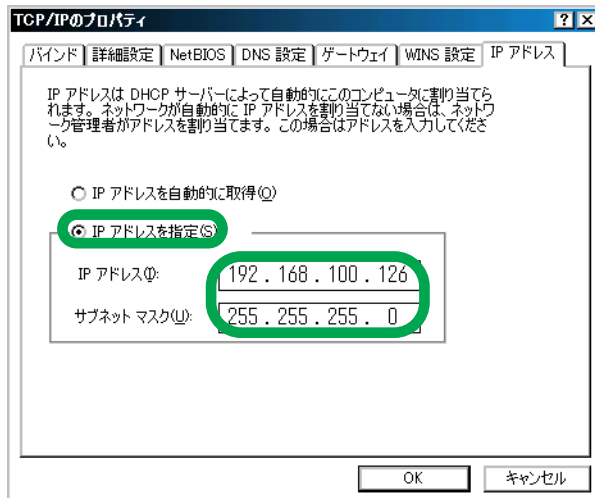 TCP/IPのプロパティ
バインド 詳細設定 NetBIOS DNS 設定 ゲートウェイ WINS 設定 IP アドレス
IP アドレスは DHCP サーバーによって自動的にこのコンピュータに割り当てら
れます。ネットワークが自動的に IP アドレスを割り当てない場合は、ネットワ
ーク管理者がアドレスを割り当てます。この場合はアドレスを入力してくださ
い。
IP アドレスを自動的に取得(O)
IP アドレスを指定(S)
IP アドレス(I): 192 . 168 . 100 . 126
サブネット マスク(U): 255 . 255 . 255 . 0
OK キャンセル